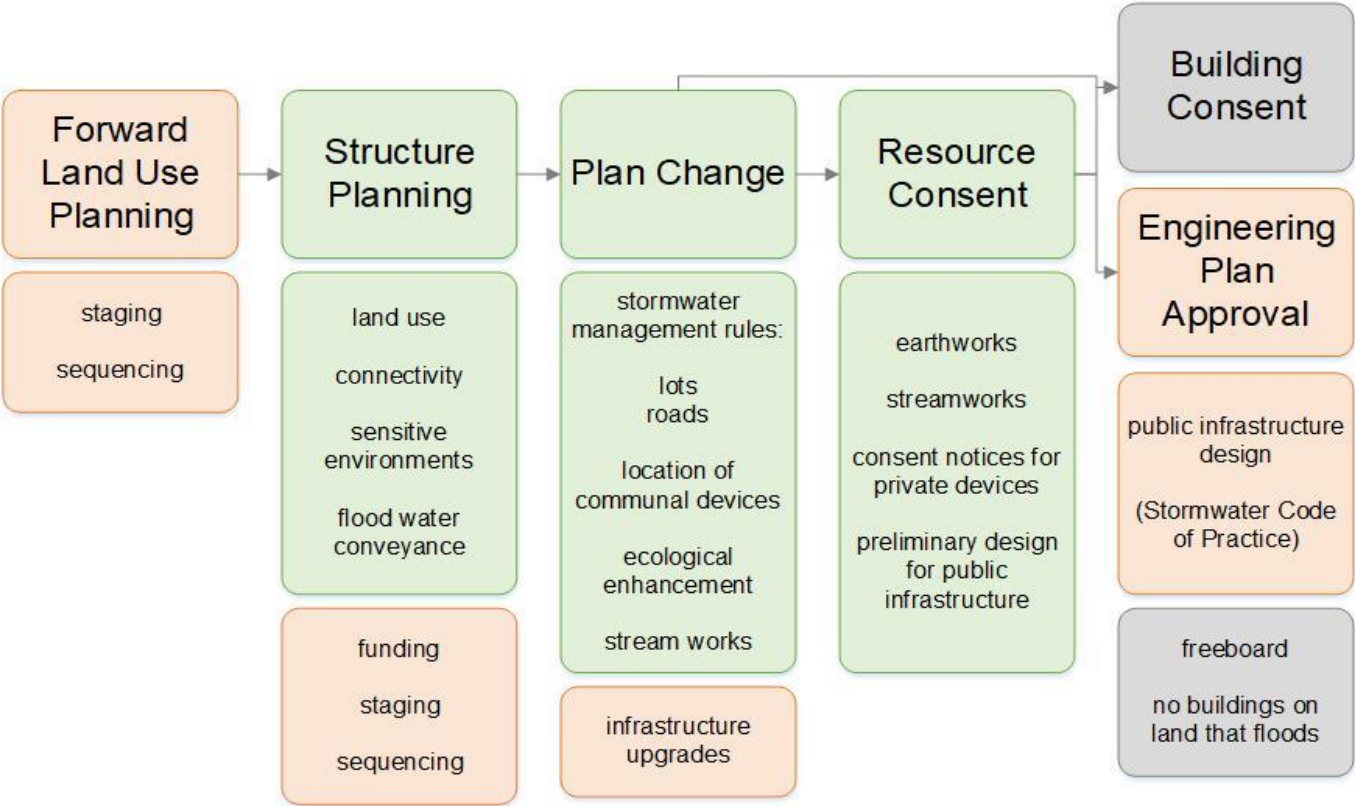 Forward
Land Use
Planning
staging
sequencing
Structure
Planning
land use
connectivity
sensitive
environments
flood water
conveyance
funding
staging
sequencing
Plan Change
stormwater
management rules:
lots
roads
location of
communal devices
ecological
enhancement
stream works
infrastructure
upgrades
Resource
Consent
earthworks
streamworks
consent notices for
private devices
preliminary design
for public
infrastructure
Building
Consent
Engineering
Plan
Approval
public infrastructure
design
(Stormwater Code
of Practice)
freeboard
no buildings on
land that floods